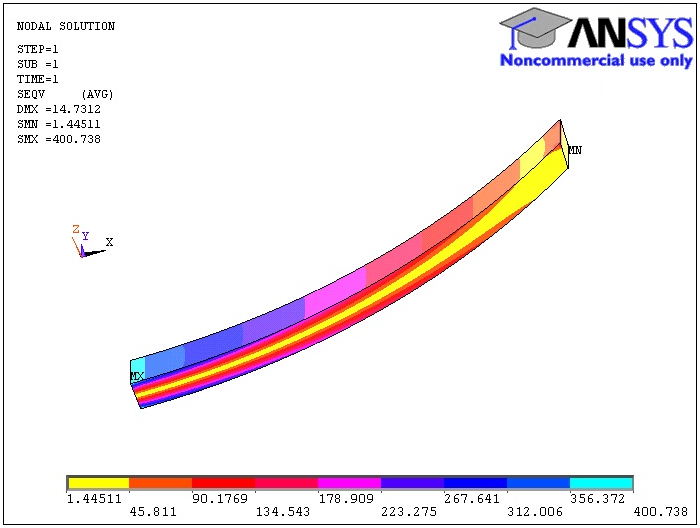 NODAL SOLUTION
STEP=1
SUB =1
TIME=1
SEQV (AVG)
DMX =14.7312
SMN =1.44511
SMX =400.738
ANSYS
Noncommercial use only
MN
Z
Y
X
MX
1.44511 90.1769 178.909 267.641 356.372
45.811 134.543 223.275 312.006 400.738